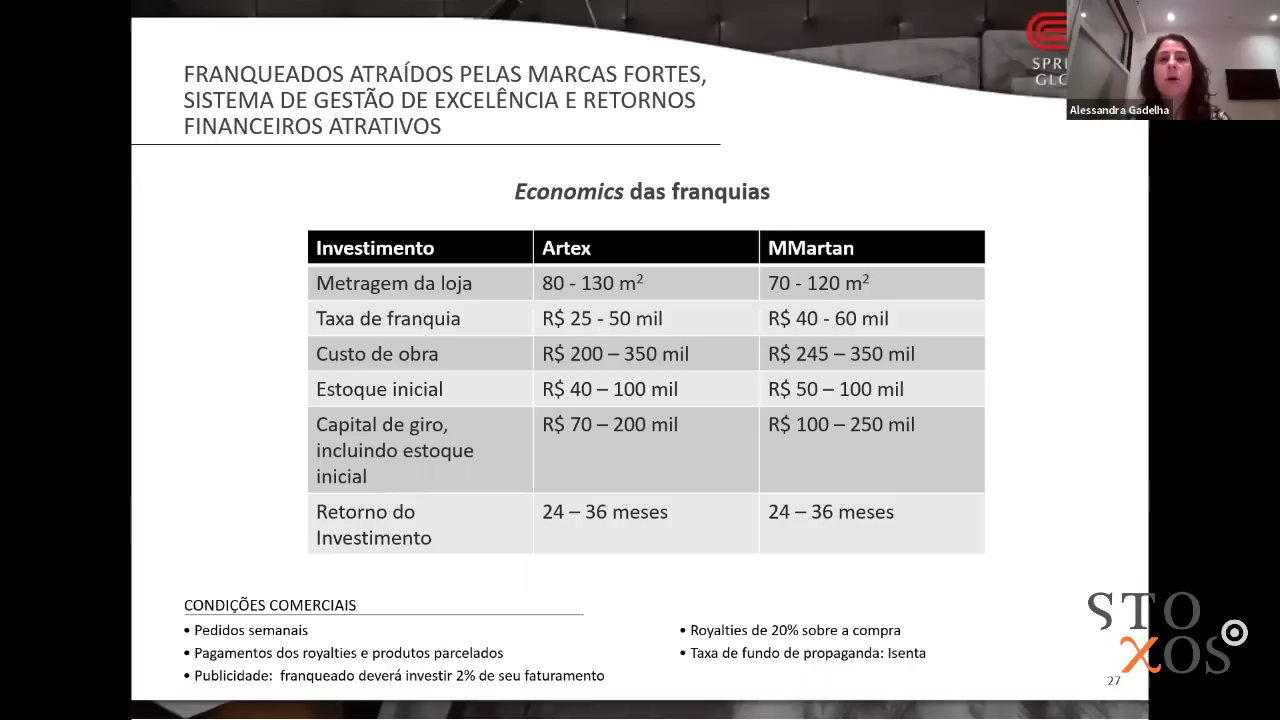 FRANQUEADOS ATRAÍDOS PELAS MARCAS FORTES,
SISTEMA DE GESTÃO DE EXCELÊNCIA E RETORNOS
FINANCEIROS ATRATIVOS
SPRI
GLO
Alessandra Gadelha
Economics das franquias
Investimento Artex MMartan
Metragem da loja 80 - 130 m² 70 - 120 m²
Taxa de franquia R$ 25 - 50 mil R$ 40 - 60 mil
Custo de obra R$ 200 – 350 mil R$ 245 – 350 mil
Estoque inicial R$ 40 – 100 mil R$ 50 – 100 mil
Capital de giro, R$ 70 – 200 mil R$ 100 – 250 mil
incluindo estoque
inicial
Retorno do 24 – 36 meses 24 – 36 meses
Investimento
CONDIÇÕES COMERCIAIS
• Pedidos semanais
• Pagamentos dos royalties e produtos parcelados
• Publicidade: franqueado deverá investir 2% de seu faturamento
• Royalties de 20% sobre a compra
• Taxa de fundo de propaganda: Isenta
STO
XOS
27